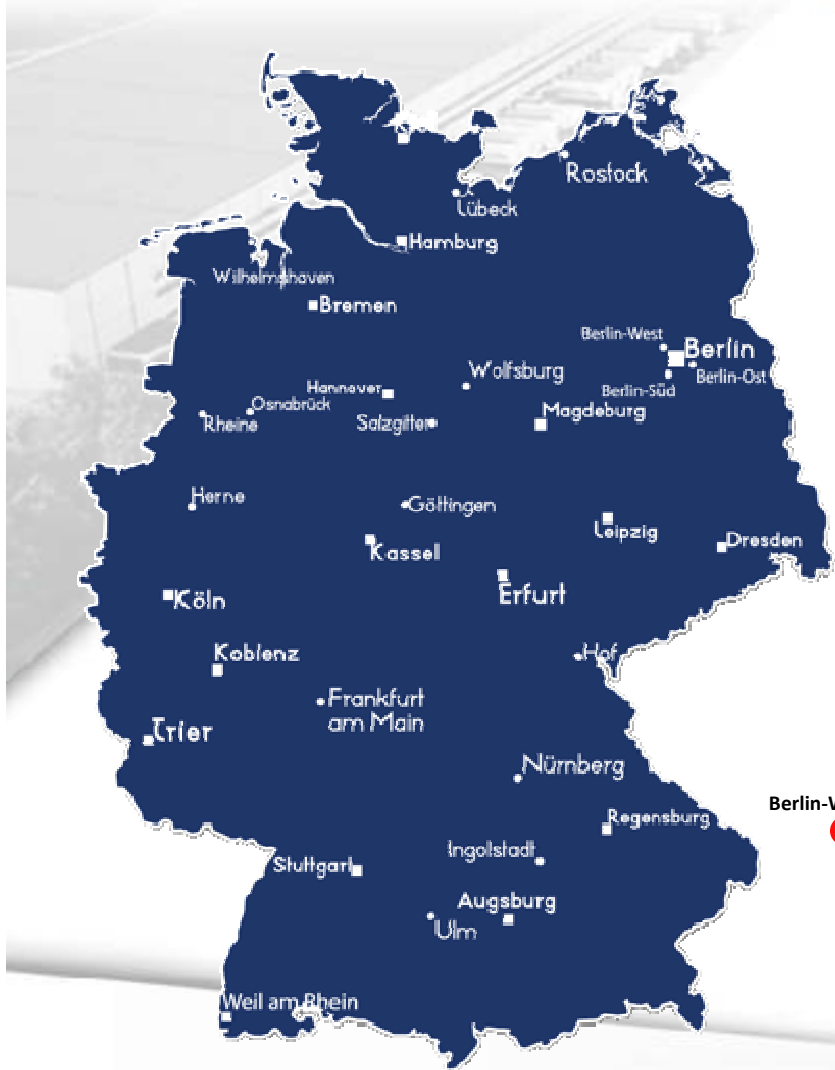 Rostock
Lübeck
Hamburg
Wilhelmshaven
Bremen
Berlin-West
Berlin
Wolfsburg
Berlin-Ost
Hannover
Berlin-Süd
Osnabrück
Magdeburg
Rheine
Salzgitter
Herne
Göttingen
Leipzig
Dresden
Kassel
Erfurt
Köln
Koblenz
Hof
Frankfurt
am Main
Trier
Nürnberg
Berlin-
Regensburg
Ingolstadt
Stuttgart
Augsburg
Ulm
Weil am Rhein